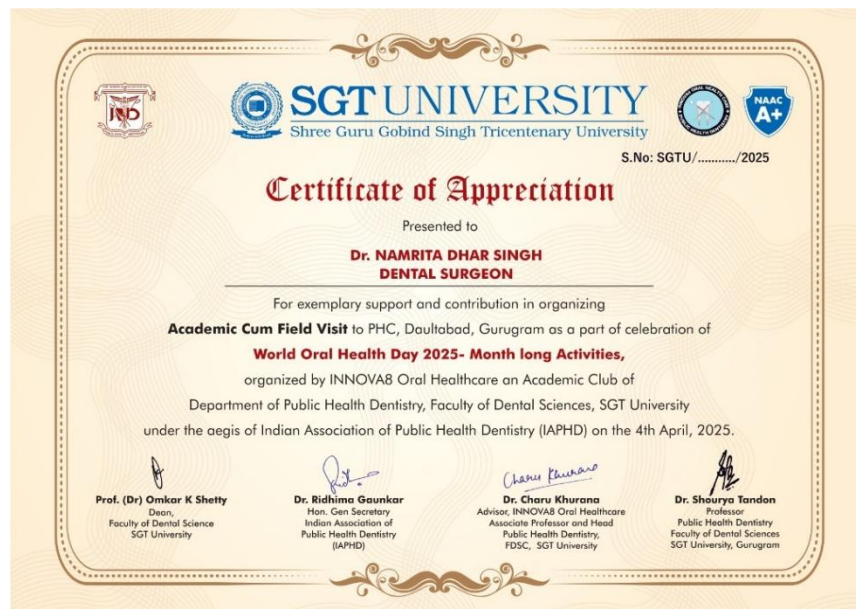 SGT UNIVERSITY
Shree Guru Gobind Singh Tricentenary University
NAAC
A+
S.No: SGTU/.........../2025
Certificate of Appreciation
Presented to
Dr. NAMRITA DHAR SINGH
DENTAL SURGEON
For exemplary support and contribution in organizing
Academic Cum Field Visit to PHC, Daultobad, Gurugram as a part of celebration of
World Oral Health Day 2025- Month long Activities,
organized by INNOVA8 Oral Healthcare an Academic Club of
Department of Public Health Dentistry, Faculty of Dental Sciences, SGT University
under the aegis of Indian Association of Public Health Dentistry (IAPHD) on the 4th April, 2025.
Charu Khurana
Prof. (Dr) Omkar K Shetty
Dean,
Faculty of Dental Science
SGT University
Dr. Ridhima Gaunkar
Hon. Gen Secretary
Indian Association of
Public Health Dentistry
(IAPHD)
Dr. Charu Khurana
Advisor, INNOVA8 Oral Healthcare
Associate Professor and Head
Public Health Dentistry,
FDSC, SGT University
Dr. Shourya Tandon
Professor
Public Health Dentistry
Faculty of Dental Sciences
SGT University, Gurugram